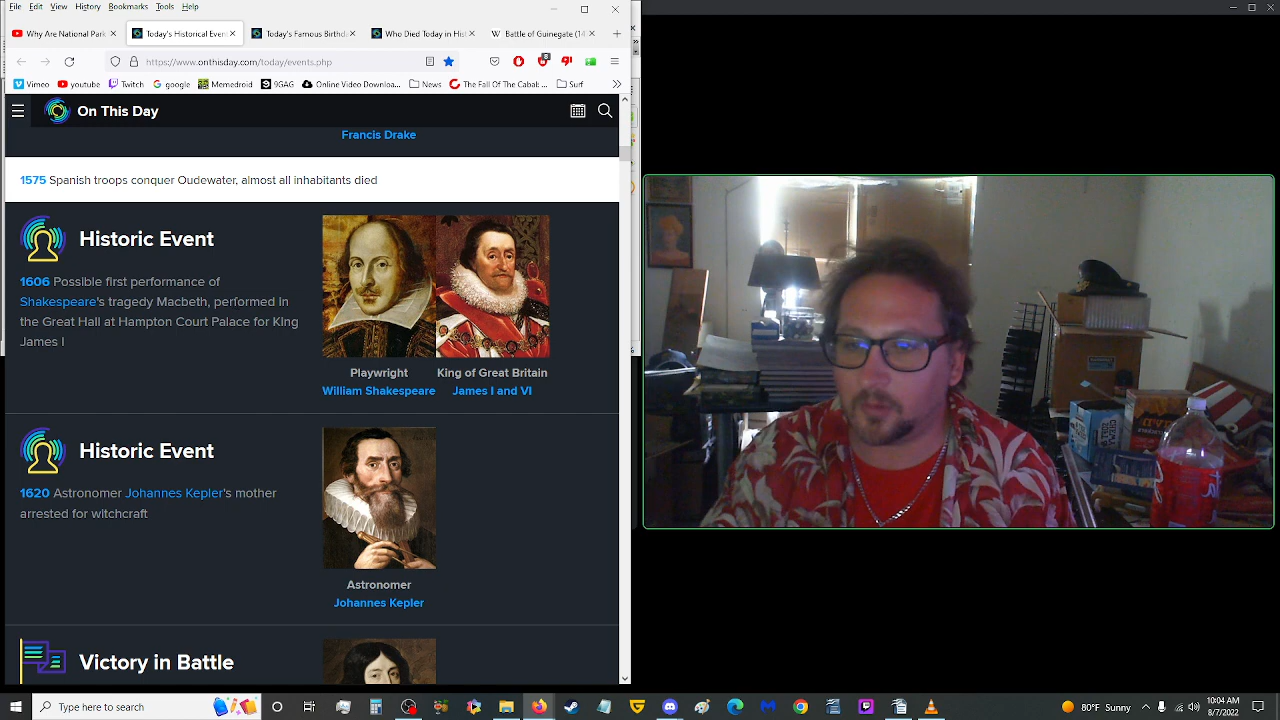 File Edit View History Bookmarks Tools Help
Why Are National Park
Today's Historical Even
Today's Famous Birthda
Who Died Today in Hist
W Battle of Guinegate (14
https://www.onthisday.com/today/events.php
Vimeo youtube Twitch google Moddroid 9GAG Online Video Downloa... News The Fall Of The Cabal -... Surf
On This Day
Francis Drake
1575 Spanish troops conquer Oudewater, almost all inhabitants died
Historic Event
1606 Possible first performance of
Shakespeare's tragedy Macbeth, performed in
the Great Hall at Hampton Court Palace for King
James I
Playwright
William Shakespeare
King of Great Britain
James I and VI
Historic Event
1620 Astronomer Johannes Kepler's mother
arrested for witchcraft
Astronomer
Johannes Kepler
Victory in Battle
Type here to search
80°F Sunny
10:04 AM
8/7/2022